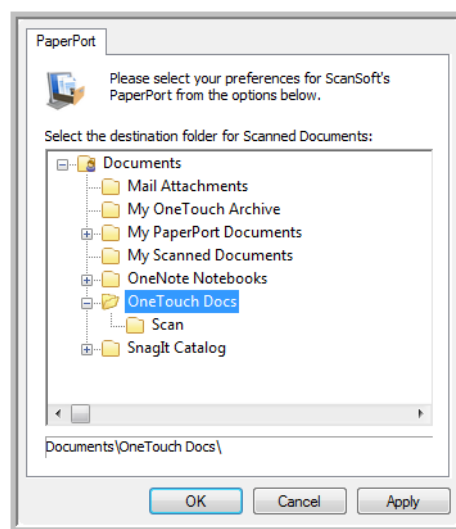 PaperPort
Please select your preferences for ScanSoft's
PaperPort from the options below.
Select the destination folder for Scanned Documents:
Documents
Mail Attachments
My OneTouch Archive
My PaperPort Documents
My Scanned Documents
OneNote Notebooks
OneTouch Docs
Scan
SnagIt Catalog
Documents\OneTouch Docs\
OK Cancel Apply